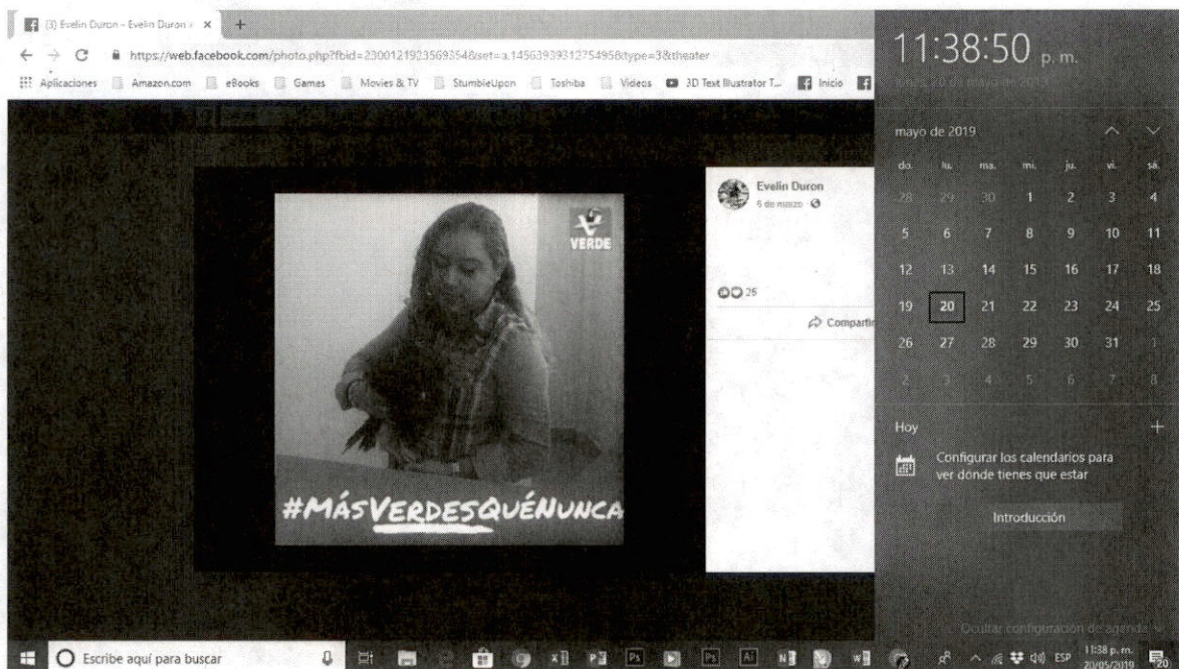 (3) Evelin Duron - Evelin Duron
https://web.facebook.com/photo.php?fbid=2300121923569354&set=a.145639393127549&type=3&theater
Aplicaciones Amazon.com eBooks Games Movies & TV StumbleUpon Toshiba Videos 3D Text Illustrator T... Inicio
VERDE
#MÁSVERDESQUÉNUNCA
Evelin Duron
6 de marzo
25
Compartir
11:38:50 p. m.
mayo de 2019
do. lu. ma. mi. ju. vi. sá.
28 29 30 1 2 3 4
5 6 7 8 9 10 11
12 13 14 15 16 17 18
19 20 21 22 23 24 25
26 27 28 29 30 31 1
2 3 4 5 6 7 8
Hoy
Configurar los calendarios para
ver dónde tienes que estar
Introducción
Ocultar configuración de agenda
Escribe aquí para buscar
ESP
11:38 p. m.
20/05/2019
20